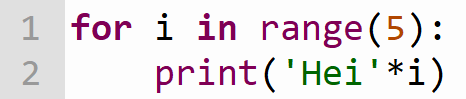 1 for i in range(5):
2     print('Hei'*i)